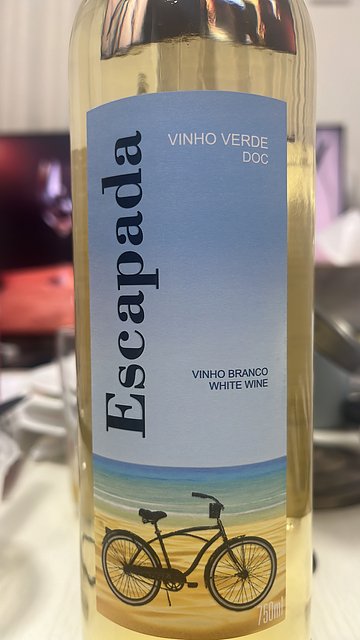 Escapada
VINHO VERDE
DOC
VINHO BRANCO
WHITE WINE
750ml